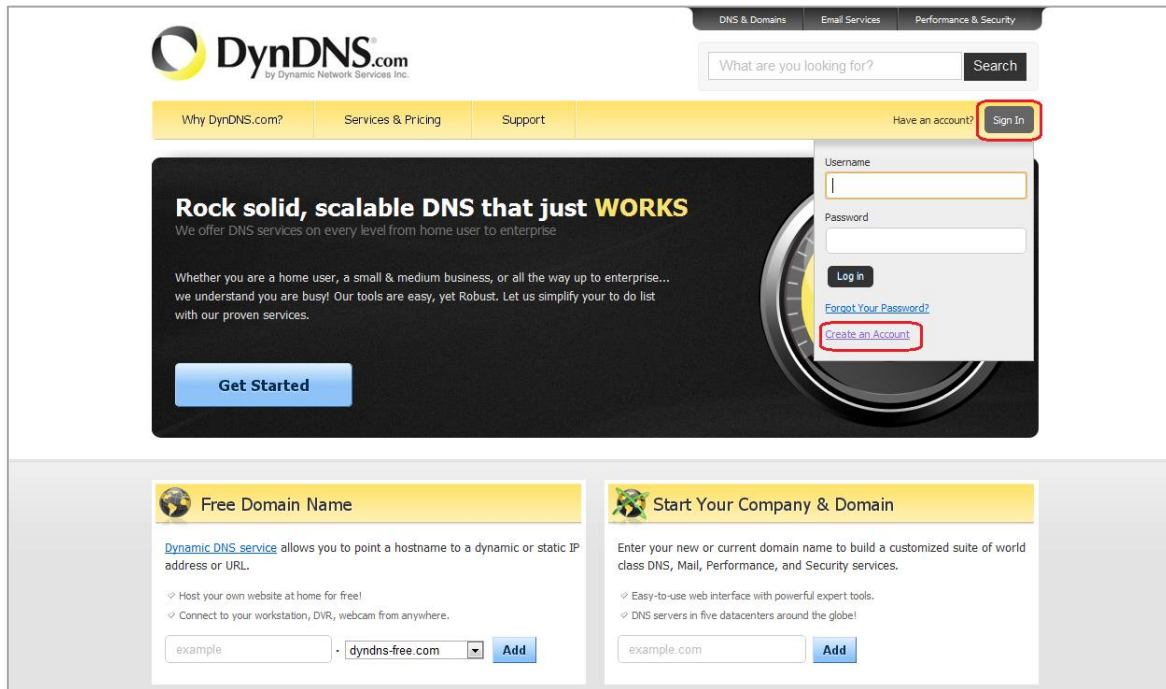 DNS & Domains Email Services Performance & Security
DynDNS.com
by Dynamic Network Services Inc.
What are you looking for? Search
Why DynDNS.com? Services & Pricing Support Have an account? Sign In
Username
Password
Log in
Forgot Your Password?
Create an Account
Rock solid, scalable DNS that just WORKS
We offer DNS services on every level from home user to enterprise
Whether you are a home user, a small & medium business, or all the way up to enterprise...
we understand you are busy! Our tools are easy, yet Robust. Let us simplify your to do list
with our proven services.
Get Started
Free Domain Name
Dynamic DNS service allows you to point a hostname to a dynamic or static IP
address or URL.
Host your own website at home for free!
Connect to your workstation, DVR, webcam from anywhere.
example . dyndns-free.com Add
Start Your Company & Domain
Enter your new or current domain name to build a customized suite of world
class DNS, Mail, Performance, and Security services.
Easy-to-use web interface with powerful expert tools.
DNS servers in five datacenters around the globe!
example.com Add